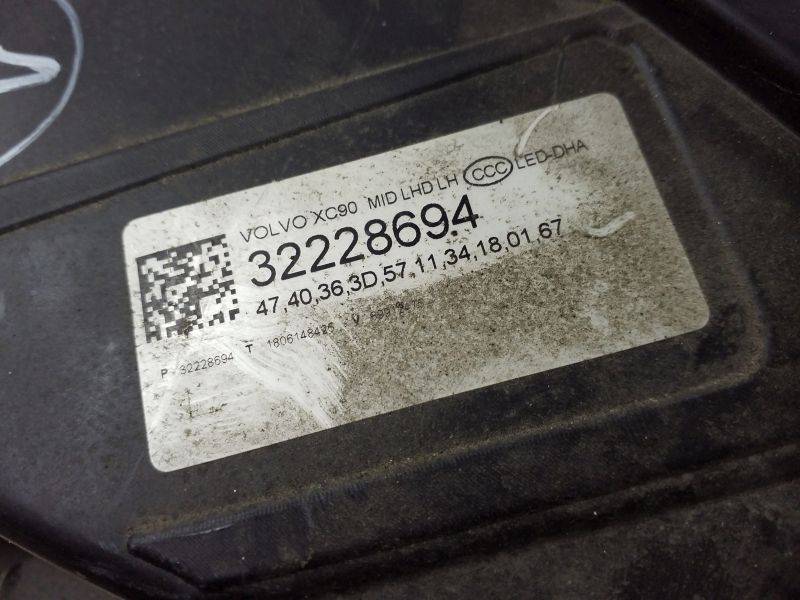 VOLVO XC90 MID LHD LH CCC LED-DHA
32228694
47,40,36,3D,57,11,34,18,01,67
P 32228694 T 1806148425 V